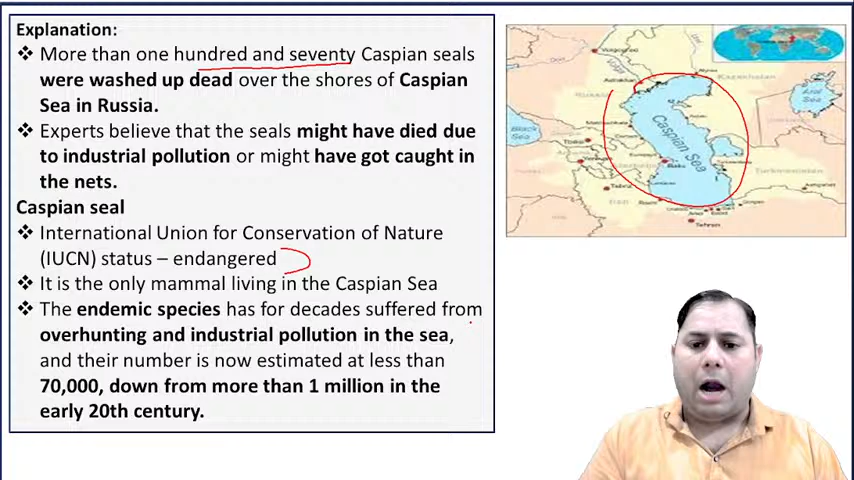 Explanation:
❖ More than one hundred and seventy Caspian seals
were washed up dead over the shores of Caspian
Sea in Russia.
❖ Experts believe that the seals might have died due
to industrial pollution or might have got caught in
the nets.
Caspian seal
❖ International Union for Conservation of Nature
(IUCN) status – endangered
❖ It is the only mammal living in the Caspian Sea
❖ The endemic species has for decades suffered from
overhunting and industrial pollution in the sea,
and their number is now estimated at less than
70,000, down from more than 1 million in the
early 20th century.
Kazakhstan
Aral
Sea
Russia
Black
Sea
Caspian Sea
Baku
Turkmenistan
Iran
Tehran